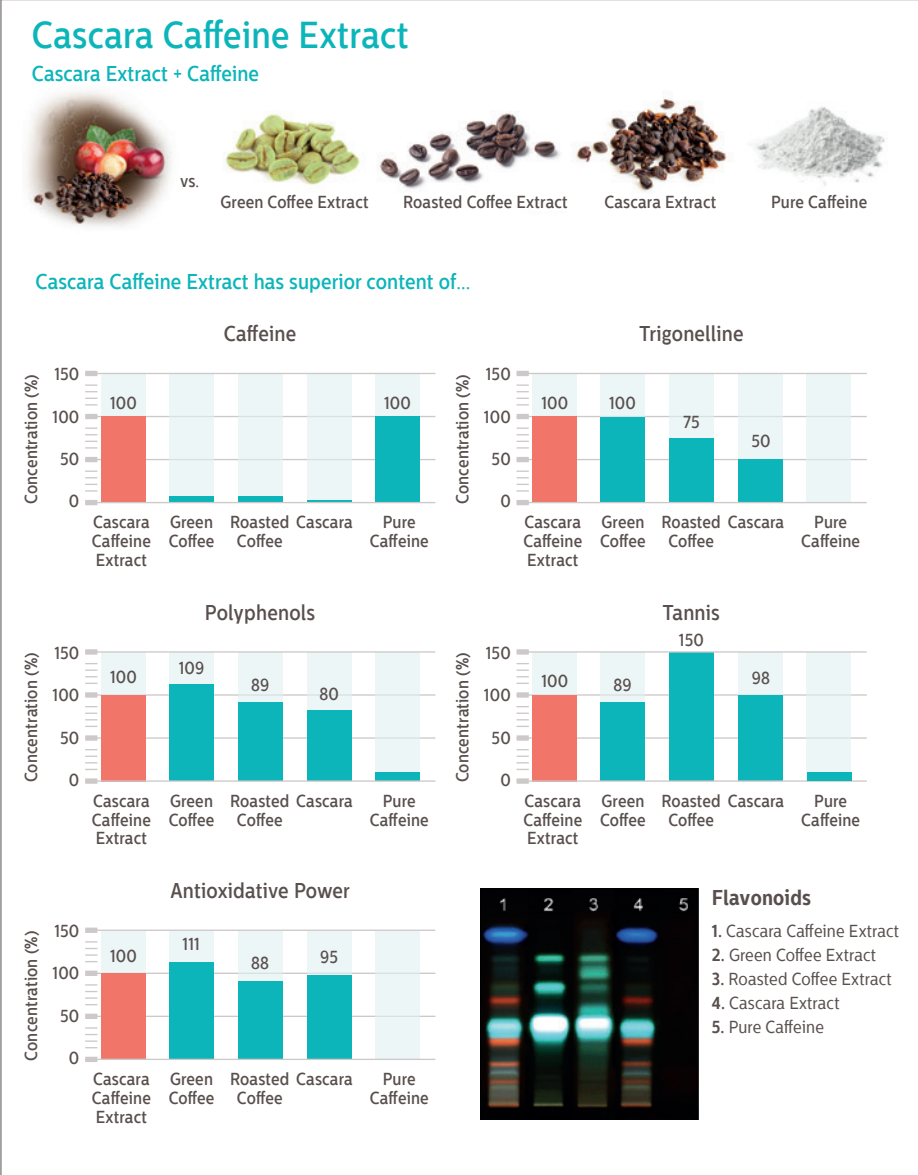 Cascara Caffeine Extract
Cascara Extract + Caffeine
vs.
Green Coffee Extract
Roasted Coffee Extract
Cascara Extract
Pure Caffeine
Cascara Caffeine Extract has superior content of...
Caffeine
Concentration (%)
150
100
50
0
100
100
Cascara
Caffeine
Extract
Green
Coffee
Roasted
Coffee
Cascara
Pure
Caffeine
Trigonelline
Concentration (%)
150
100
50
0
100
100
75
50
Cascara
Caffeine
Extract
Green
Coffee
Roasted
Coffee
Cascara
Pure
Caffeine
Polyphenols
Concentration (%)
150
100
50
0
100
109
89
80
Cascara
Caffeine
Extract
Green
Coffee
Roasted
Coffee
Cascara
Pure
Caffeine
Tannis
Concentration (%)
150
100
50
0
100
89
150
98
Cascara
Caffeine
Extract
Green
Coffee
Roasted
Coffee
Cascara
Pure
Caffeine
Antioxidative Power
Concentration (%)
150
100
50
0
100
111
88
95
Cascara
Caffeine
Extract
Green
Coffee
Roasted
Coffee
Cascara
Pure
Caffeine
1 2 3 4 5
Flavonoids
1. Cascara Caffeine Extract
2. Green Coffee Extract
3. Roasted Coffee Extract
4. Cascara Extract
5. Pure Caffeine